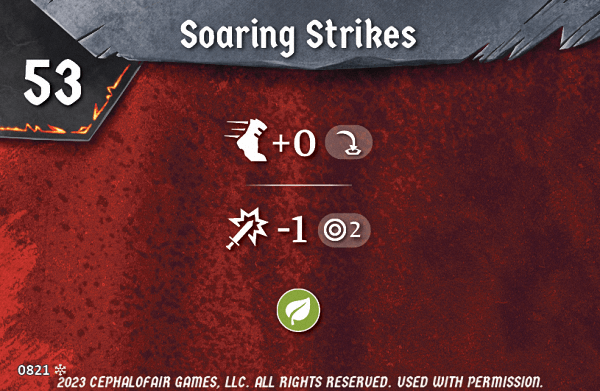 Soaring Strikes
53
+0
-1 2
0821
2023 CEPHALOFAIR GAMES, LLC. ALL RIGHTS RESERVED. USED WITH PERMISSION.